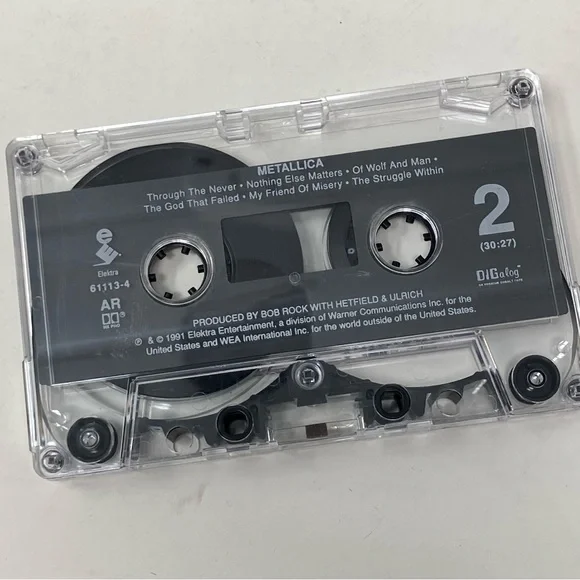 METALLICA
Through The Never • Nothing Else Matters • Of Wolf And Man •
The God That Failed • My Friend Of Misery • The Struggle Within
Elektra
61113-4
AR
2
(30:27)
DiGalog
PRODUCED BY BOB ROCK WITH HETFIELD & ULRICH
℗ & © 1991 Elektra Entertainment, a division of Warner Communications Inc. for the
United States and WEA International Inc. for the world outside of the United States.